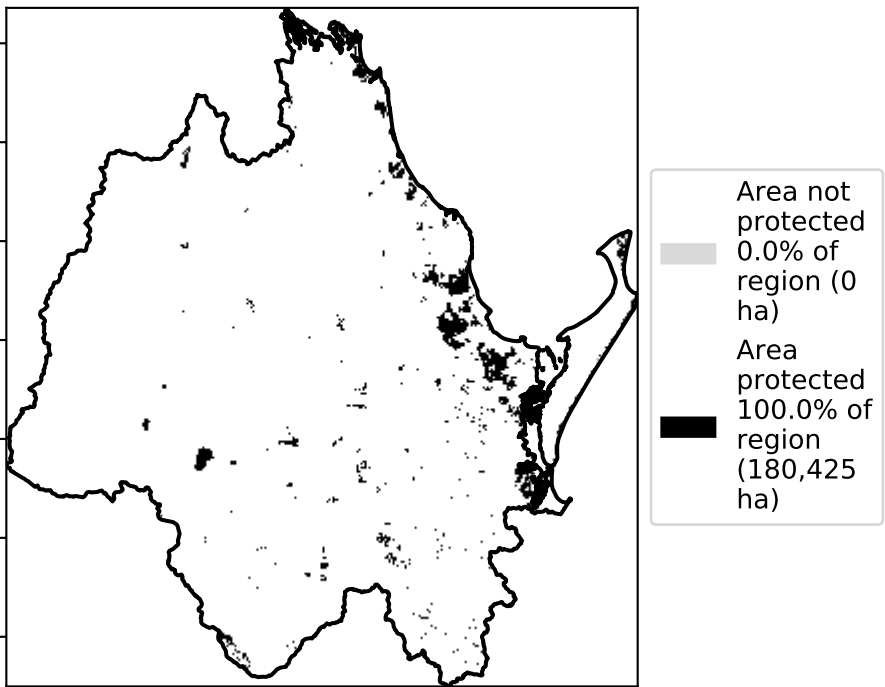 Area not
protected
0.0% of
region (0
ha)
Area
protected
100.0% of
region
(180,425
ha)